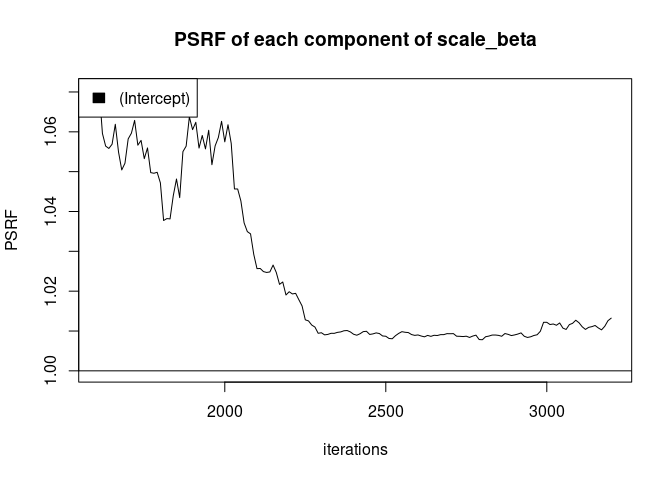 PSRF of each component of scale_beta
(Intercept)
PSRF
1.06
1.04
1.02
1.00
2000
2500
3000
iterations